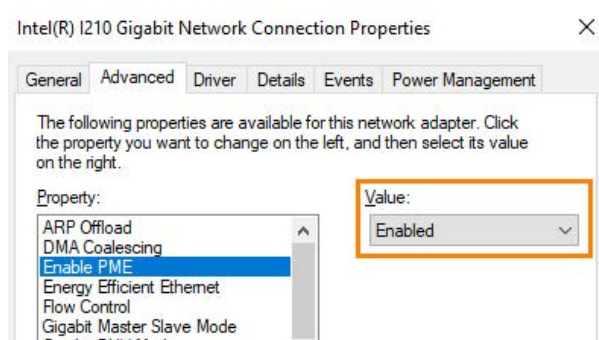 Intel(R) I210 Gigabit Network Connection Properties
General Advanced Driver Details Events Power Management
The following properties are available for this network adapter. Click
the property you want to change on the left, and then select its value
on the right.
Property: Value:
ARP Offload Enabled
DMA Coalescing
Enable PME
Energy Efficient Ethernet
Flow Control
Gigabit Master Slave Mode